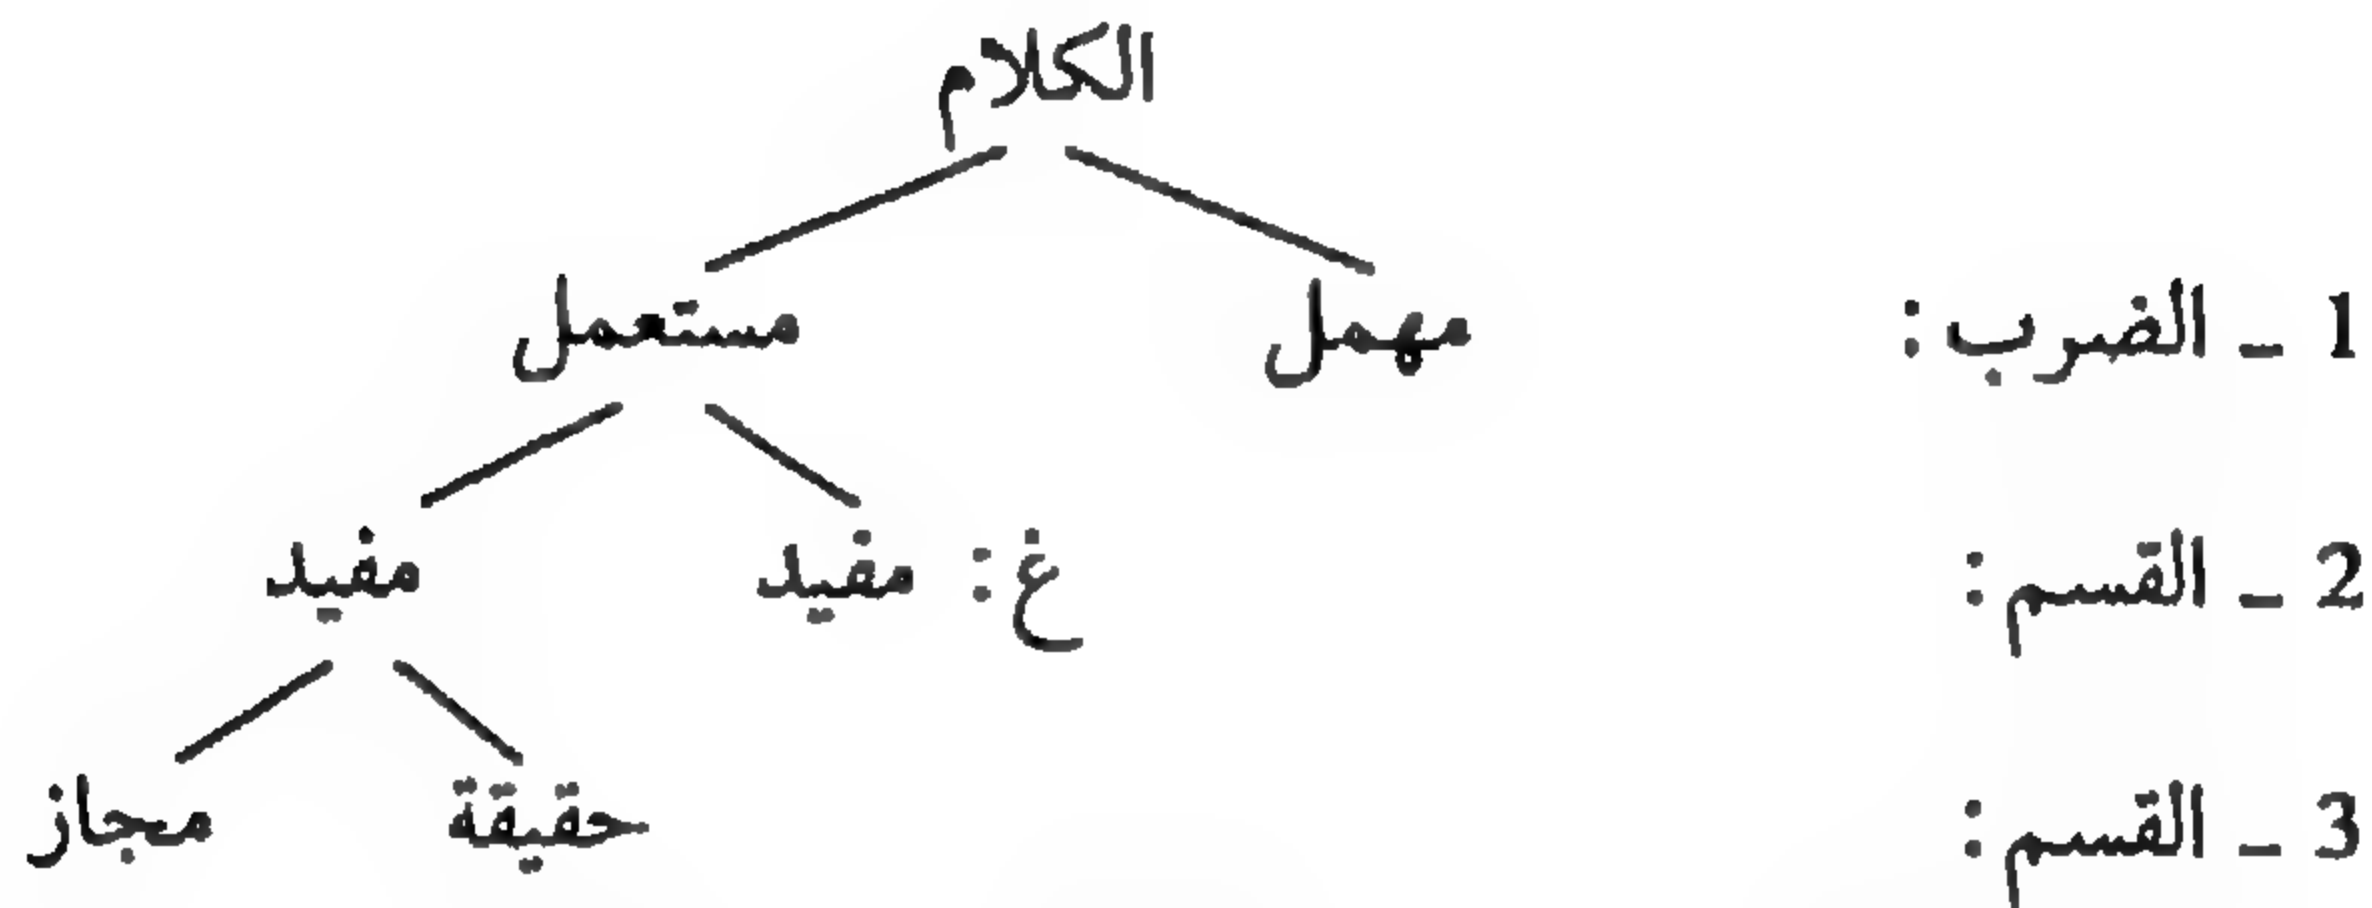 الكلام
1 ـ الضرب : مهمل مستعمل
2 ـ القسم : غ : مفيد مفيد
3 ـ القسم : حقيقة مجاز